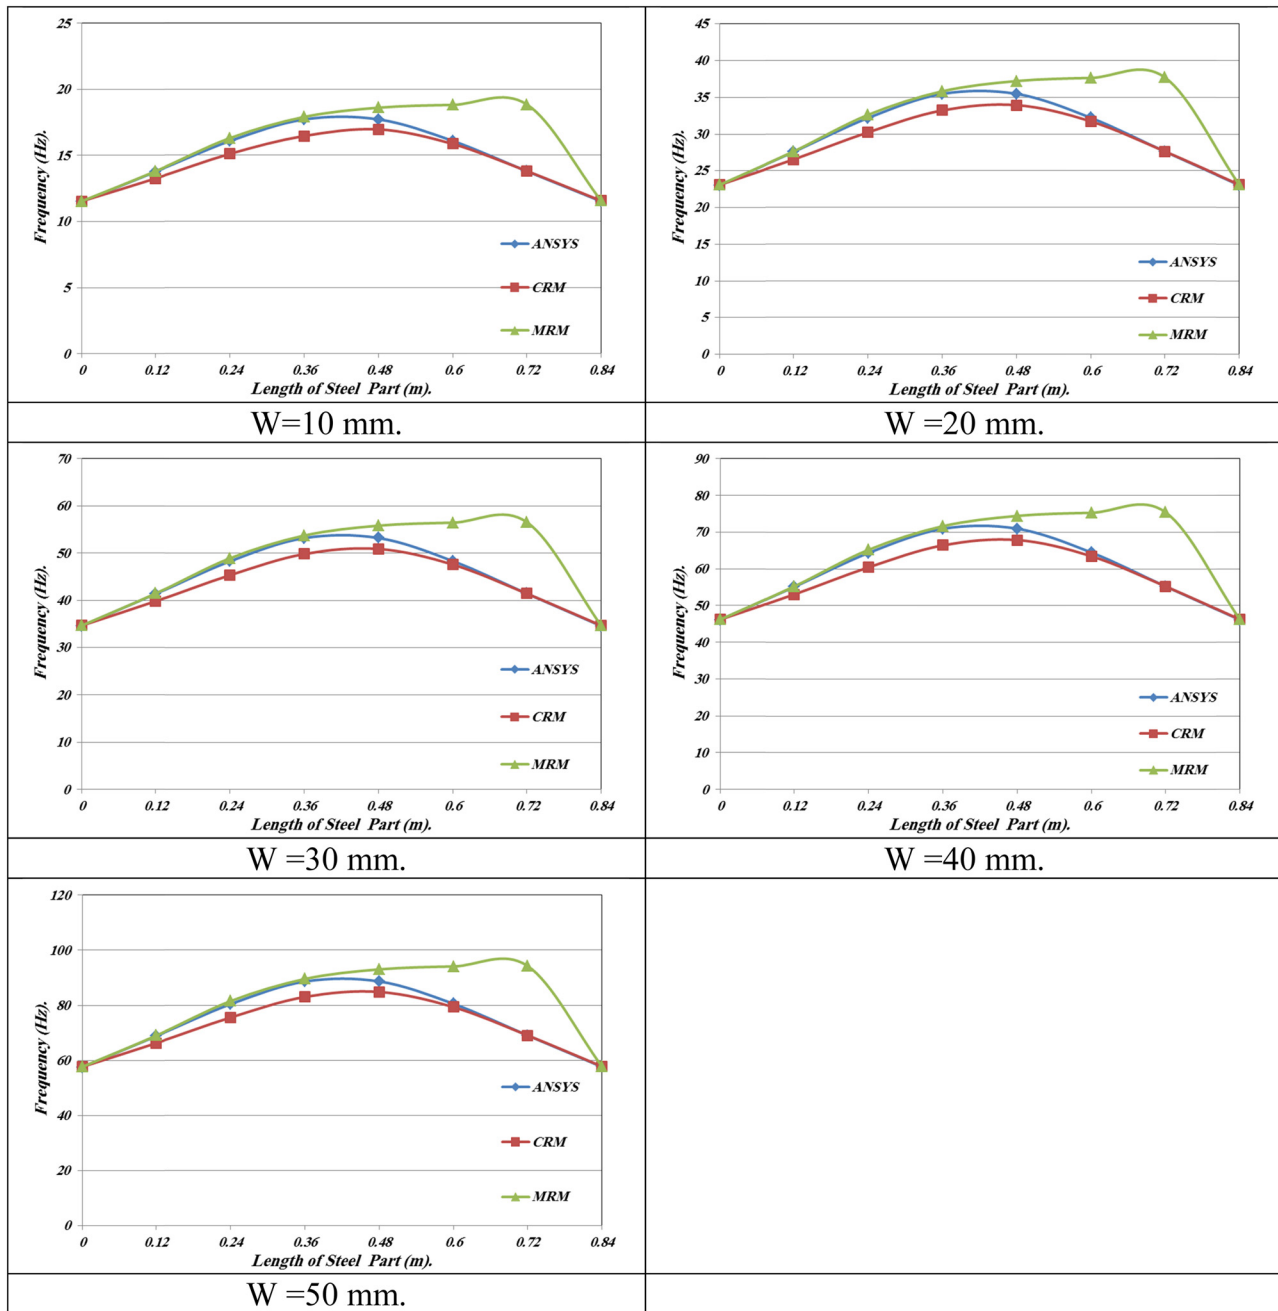 25
20
15
10
5
0
Frequency (Hz).
ANSYS
CRM
MRM
0 0.12 0.24 0.36 0.48 0.6 0.72 0.84
Length of Steel Part (m).
W=10 mm.
45
40
35
30
25
20
15
10
5
0
Frequency (Hz).
ANSYS
CRM
MRM
0 0.12 0.24 0.36 0.48 0.6 0.72 0.84
Length of Steel Part (m).
W =20 mm.
70
60
50
40
30
20
10
0
Frequency (Hz).
ANSYS
CRM
MRM
0 0.12 0.24 0.36 0.48 0.6 0.72 0.84
Length of Steel Part (m).
W =30 mm.
90
80
70
60
50
40
30
20
10
0
Frequency (Hz).
ANSYS
CRM
MRM
0 0.12 0.24 0.36 0.48 0.6 0.72 0.84
Length of Steel Part (m).
W =40 mm.
120
100
80
60
40
20
0
Frequency (Hz).
ANSYS
CRM
MRM
0 0.12 0.24 0.36 0.48 0.6 0.72 0.84
Length of Steel Part (m).
W =50 mm.